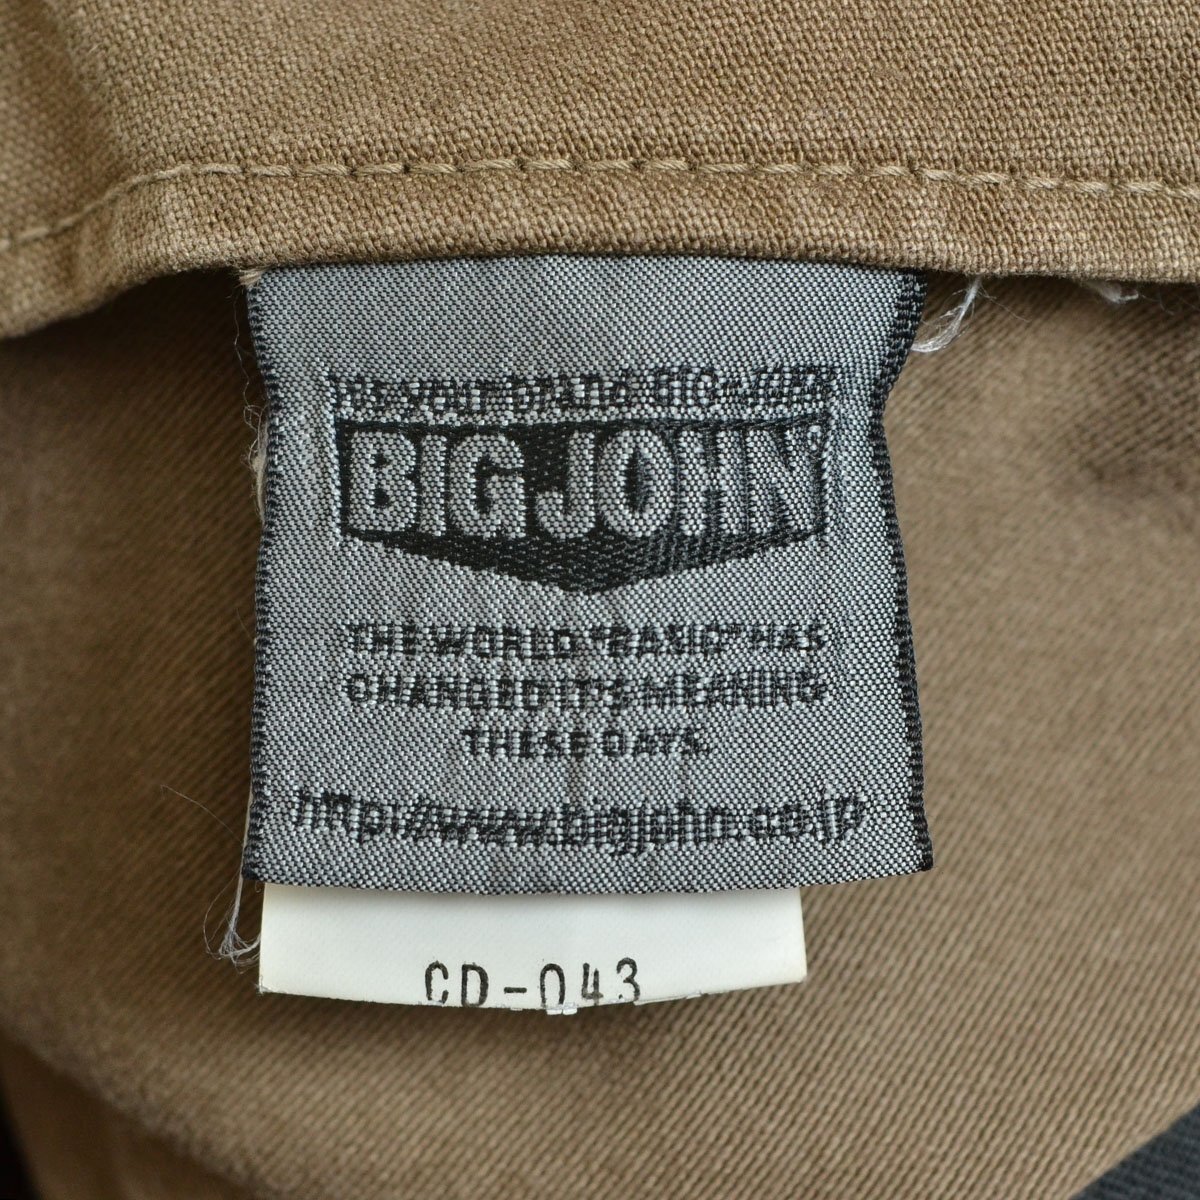 BIG JOHN
THE WORLD "BASIC" HAS
CHANGED IT'S MEANING
THESE DAYS.
http://www.bigjohn.co.jp
CD-043